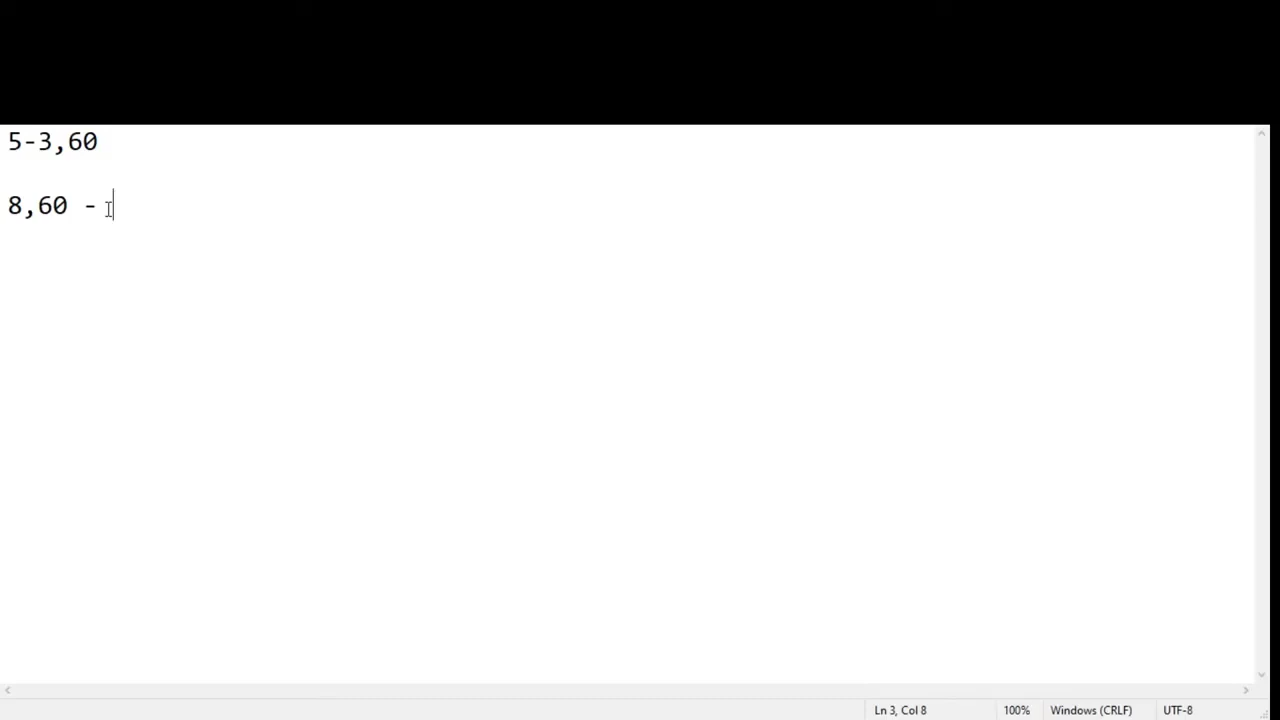 5-3,60
8,60 -
Ln 3, Col 8
100%
Windows (CRLF)
UTF-8